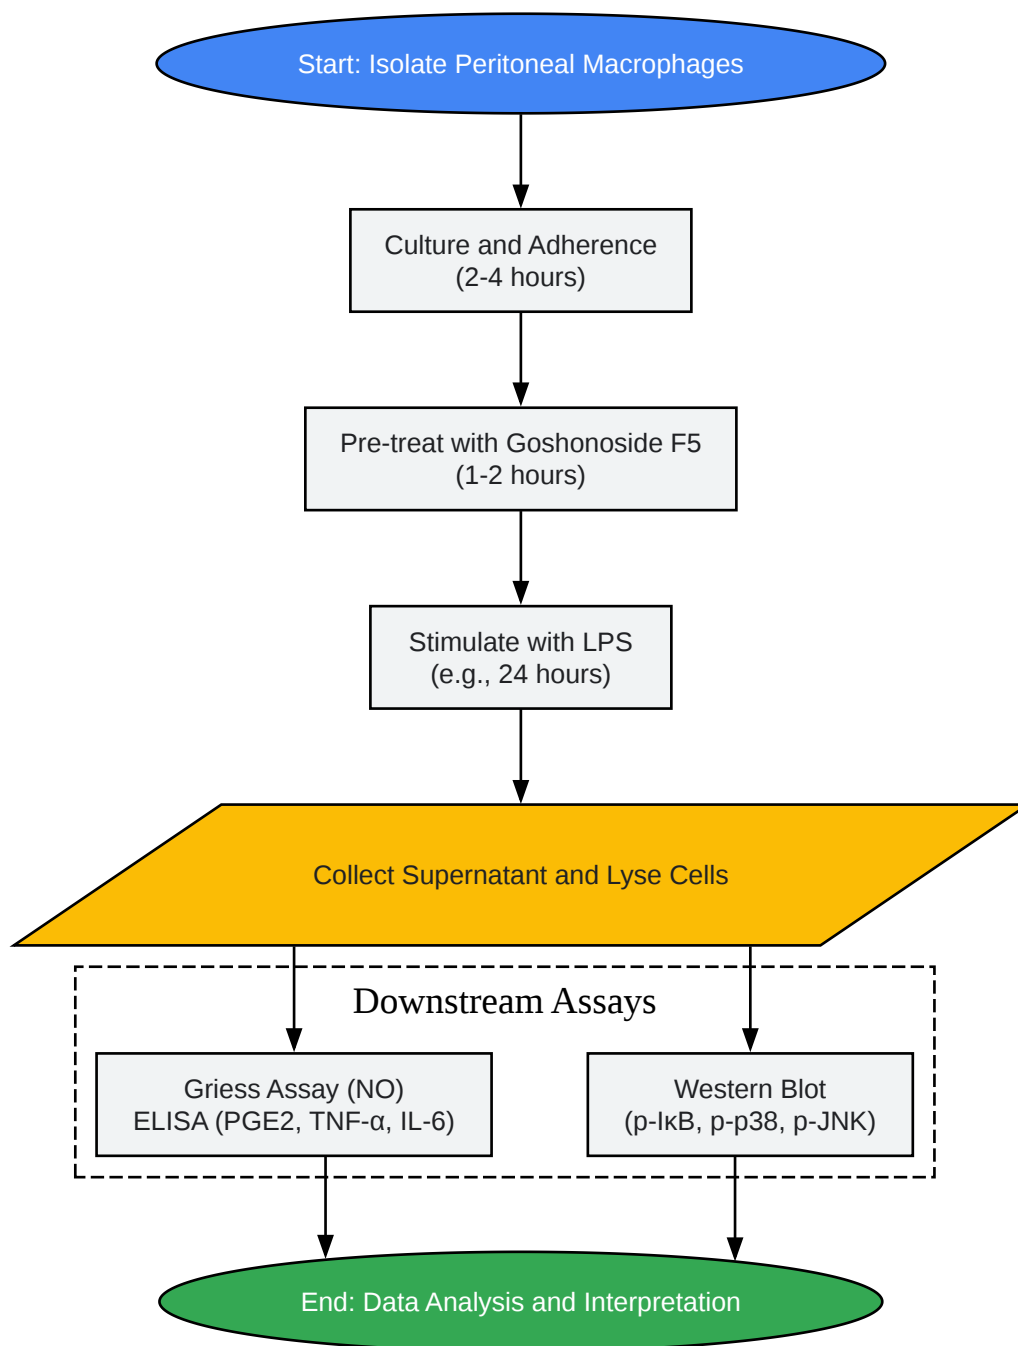 Start: Isolate Peritoneal Macrophages
Culture and Adherence
(2-4 hours)
Pre-treat with Goshonoside F5
(1-2 hours)
Stimulate with LPS
(e.g., 24 hours)
Collect Supernatant and Lyse Cells
Downstream Assays
Griess Assay (NO)
ELISA (PGE2, TNF-α, IL-6)
Western Blot
(p-IκB, p-p38, p-JNK)
End: Data Analysis and Interpretation